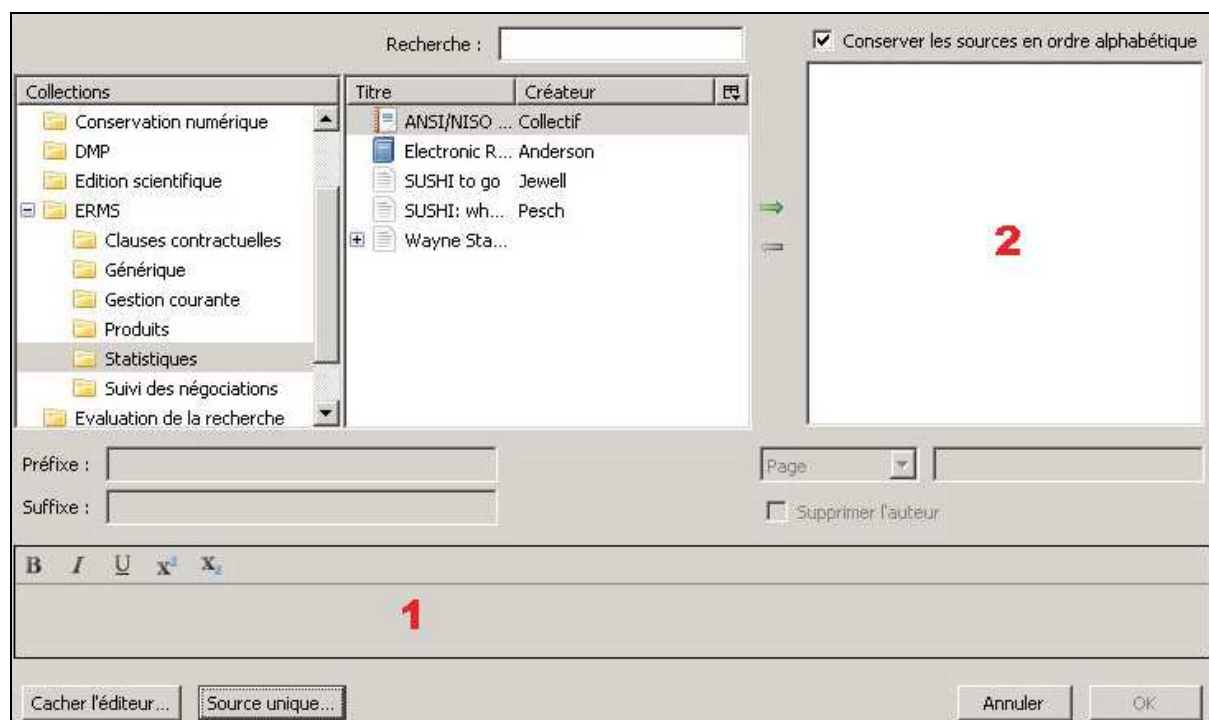 Recherche :
Conserver les sources en ordre alphabétique
Collections
Conservation numérique
DMP
Edition scientifique
ERMS
Clauses contractuelles
Générique
Gestion courante
Produits
Statistiques
Suivi des négociations
Evaluation de la recherche
Titre Créateur
ANSI/NISO ... Collectif
Electronic R... Anderson
SUSHI to go Jewell
SUSHI: wh... Pesch
Wayne Sta...
2
Préfixe :
Page
Suffixe :
Supprimer l'auteur
B I U x² x₂
1
Cacher l'éditeur... Source unique... Annuler OK